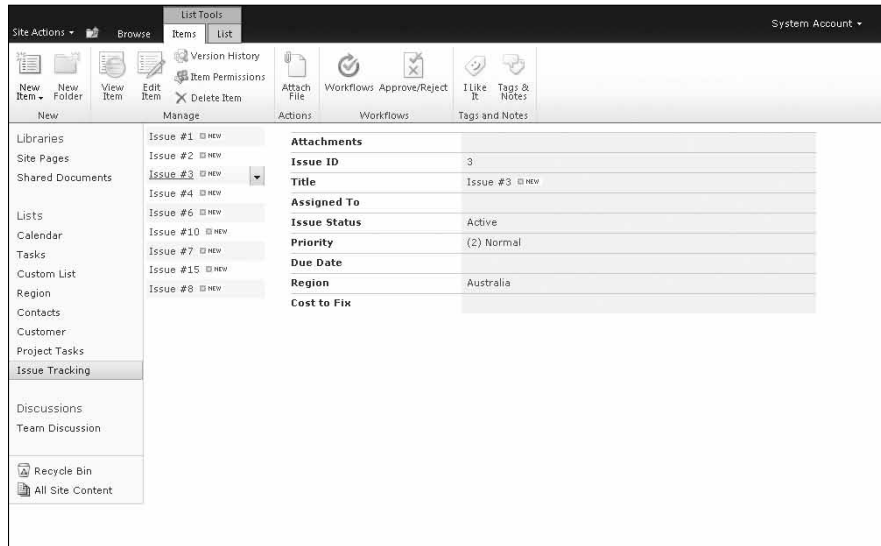 List Tools
Site Actions Browse Items List System Account
New Item New Folder View Item Edit Item Version History Item Permissions Delete Item Attach File Workflows Approve/Reject I Like It Tags & Notes
New Manage Actions Workflows Tags and Notes
Libraries
Site Pages
Shared Documents
Lists
Calendar
Tasks
Custom List
Region
Contacts
Customer
Project Tasks
Issue Tracking
Discussions
Team Discussion
Recycle Bin
All Site Content
Issue #1 NEW
Issue #2 NEW
Issue #3 NEW
Issue #4 NEW
Issue #6 NEW
Issue #10 NEW
Issue #7 NEW
Issue #15 NEW
Issue #8 NEW
Attachments
Issue ID 3
Title Issue #3 NEW
Assigned To
Issue Status Active
Priority (2) Normal
Due Date
Region Australia
Cost to Fix